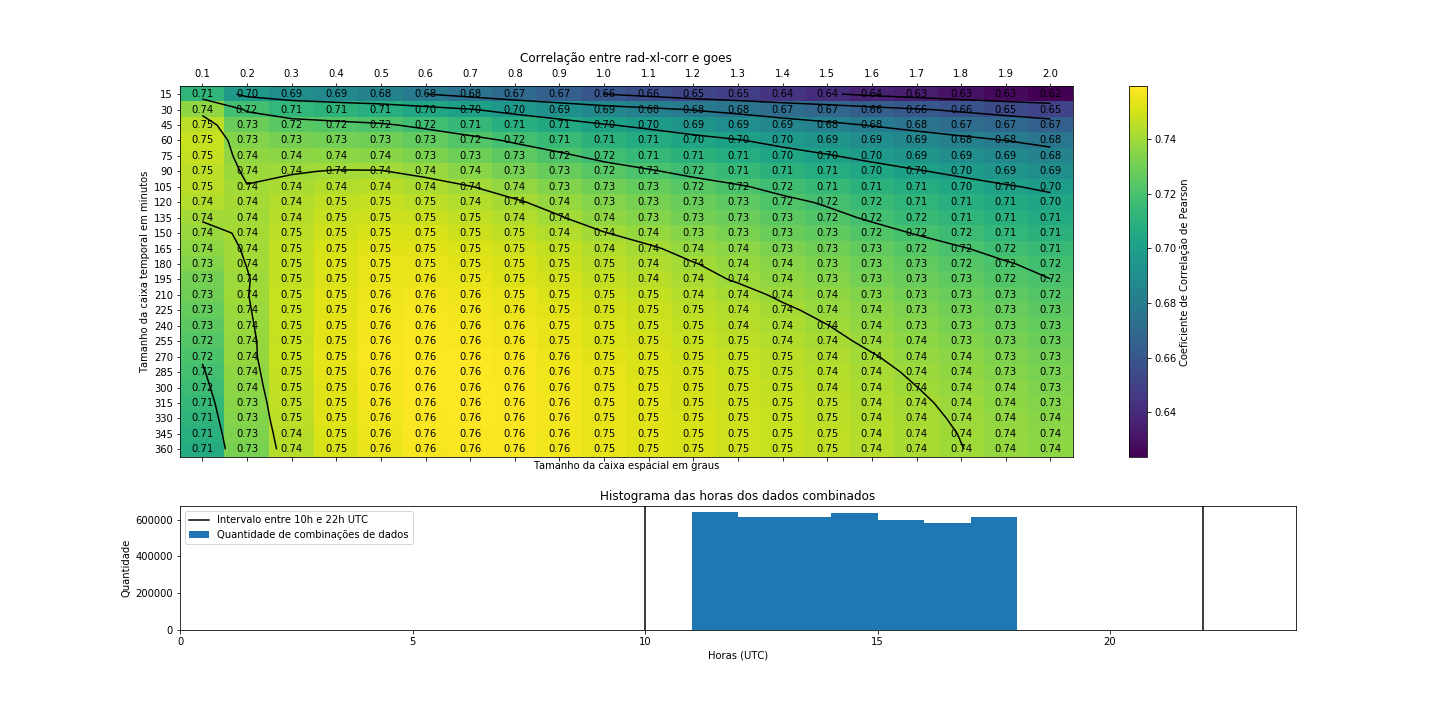 Correlação entre rad-xl-corr e goes
0.1 0.2 0.3 0.4 0.5 0.6 0.7 0.8 0.9 1.0 1.1 1.2 1.3 1.4 1.5 1.6 1.7 1.8 1.9 2.0
15 0.71 0.70 0.69 0.69 0.68 0.68 0.68 0.67 0.67 0.66 0.66 0.65 0.65 0.64 0.64 0.64 0.63 0.63 0.63 0.62
30 0.74 0.72 0.71 0.71 0.71 0.70 0.70 0.70 0.69 0.69 0.68 0.68 0.68 0.67 0.67 0.66 0.66 0.66 0.65 0.65
45 0.75 0.73 0.72 0.72 0.72 0.72 0.71 0.71 0.71 0.70 0.70 0.69 0.69 0.69 0.68 0.68 0.68 0.67 0.67 0.67
60 0.75 0.73 0.73 0.73 0.73 0.73 0.72 0.72 0.71 0.71 0.71 0.70 0.70 0.70 0.69 0.69 0.69 0.68 0.68 0.68
75 0.75 0.74 0.74 0.74 0.74 0.73 0.73 0.73 0.72 0.72 0.71 0.71 0.71 0.70 0.70 0.70 0.69 0.69 0.69 0.68
90 0.75 0.74 0.74 0.74 0.74 0.74 0.74 0.73 0.73 0.72 0.72 0.72 0.71 0.71 0.71 0.70 0.70 0.70 0.69 0.69
105 0.75 0.74 0.74 0.74 0.74 0.74 0.74 0.74 0.73 0.73 0.73 0.72 0.72 0.72 0.71 0.71 0.71 0.70 0.70 0.70
120 0.74 0.74 0.74 0.75 0.75 0.75 0.74 0.74 0.74 0.73 0.73 0.73 0.73 0.72 0.72 0.72 0.71 0.71 0.71 0.70
135 0.74 0.74 0.74 0.75 0.75 0.75 0.75 0.74 0.74 0.74 0.73 0.73 0.73 0.73 0.72 0.72 0.72 0.71 0.71 0.71
150 0.74 0.74 0.75 0.75 0.75 0.75 0.75 0.75 0.74 0.74 0.74 0.73 0.73 0.73 0.73 0.72 0.72 0.72 0.71 0.71
165 0.74 0.74 0.75 0.75 0.75 0.75 0.75 0.75 0.75 0.74 0.74 0.74 0.73 0.73 0.73 0.73 0.72 0.72 0.72 0.71
180 0.73 0.74 0.75 0.75 0.75 0.75 0.75 0.75 0.75 0.74 0.74 0.74 0.74 0.74 0.73 0.73 0.73 0.72 0.72 0.72
195 0.73 0.74 0.75 0.75 0.75 0.75 0.75 0.75 0.75 0.75 0.74 0.74 0.74 0.74 0.73 0.73 0.73 0.73 0.72 0.72
210 0.73 0.74 0.75 0.75 0.76 0.76 0.76 0.75 0.75 0.75 0.75 0.74 0.74 0.74 0.74 0.73 0.73 0.73 0.73 0.72
225 0.73 0.74 0.75 0.75 0.76 0.76 0.76 0.76 0.75 0.75 0.75 0.75 0.74 0.74 0.74 0.74 0.73 0.73 0.73 0.73
240 0.73 0.74 0.75 0.75 0.76 0.76 0.76 0.76 0.75 0.75 0.75 0.75 0.74 0.74 0.74 0.74 0.73 0.73 0.73 0.73
255 0.72 0.74 0.75 0.75 0.76 0.76 0.76 0.76 0.75 0.75 0.75 0.75 0.75 0.74 0.74 0.74 0.74 0.73 0.73 0.73
270 0.72 0.74 0.75 0.75 0.76 0.76 0.76 0.76 0.76 0.75 0.75 0.75 0.75 0.74 0.74 0.74 0.74 0.73 0.73 0.73
285 0.72 0.74 0.75 0.75 0.76 0.76 0.76 0.76 0.76 0.75 0.75 0.75 0.75 0.75 0.74 0.74 0.74 0.74 0.73 0.73
300 0.72 0.74 0.75 0.75 0.76 0.76 0.76 0.76 0.76 0.75 0.75 0.75 0.75 0.75 0.74 0.74 0.74 0.74 0.74 0.73
315 0.71 0.73 0.75 0.75 0.76 0.76 0.76 0.76 0.76 0.75 0.75 0.75 0.75 0.75 0.75 0.74 0.74 0.74 0.74 0.73
330 0.71 0.73 0.75 0.75 0.75 0.76 0.76 0.76 0.76 0.75 0.75 0.75 0.75 0.75 0.75 0.74 0.74 0.74 0.74 0.74
345 0.71 0.73 0.74 0.75 0.75 0.76 0.76 0.76 0.76 0.75 0.75 0.75 0.75 0.75 0.75 0.74 0.74 0.74 0.74 0.74
360 0.71 0.73 0.74 0.75 0.75 0.76 0.76 0.76 0.76 0.75 0.75 0.75 0.75 0.75 0.75 0.74 0.74 0.74 0.74 0.74
Tamanho da caixa temporal em minutos
Tamanho da caixa espacial em graus
0.74
0.72
0.70
0.68
0.66
0.64
Coeficiente de Correlação de Pearson
Histograma das horas dos dados combinados
Intervalo entre 10h e 22h UTC
Quantidade de combinações de dados
600000
400000
200000
0
Quantidade
0 5 10 15 20
Horas (UTC)